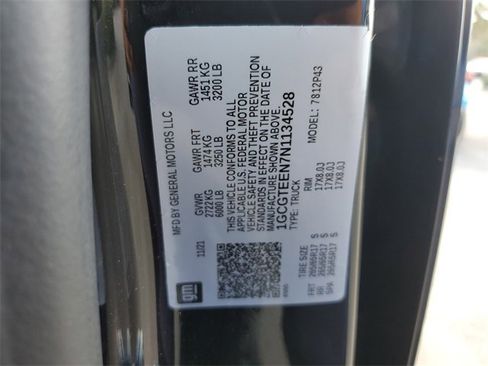 MFD BY GENERAL MOTORS LLC
11/21
GVWR
2722 KG
6000 LB
GAWR FRT
1474 KG
3250 LB
GAWR RR
1451 KG
3200 LB
THIS VEHICLE CONFORMS TO ALL
APPLICABLE U.S. FEDERAL MOTOR
VEHICLE SAFETY AND THEFT PREVENTION
STANDARDS IN EFFECT ON THE DATE OF
MANUFACTURE SHOWN ABOVE.
1GCGTEEN7N1134528
TYPE: TRUCK
MODEL: 7812P43
gm
TIRE SIZE
RIM
FRT 265/65R17 S 17X8.0J
RR 265/65R17 S 17X8.0J
SPA 265/65R17 S 17X8.0J